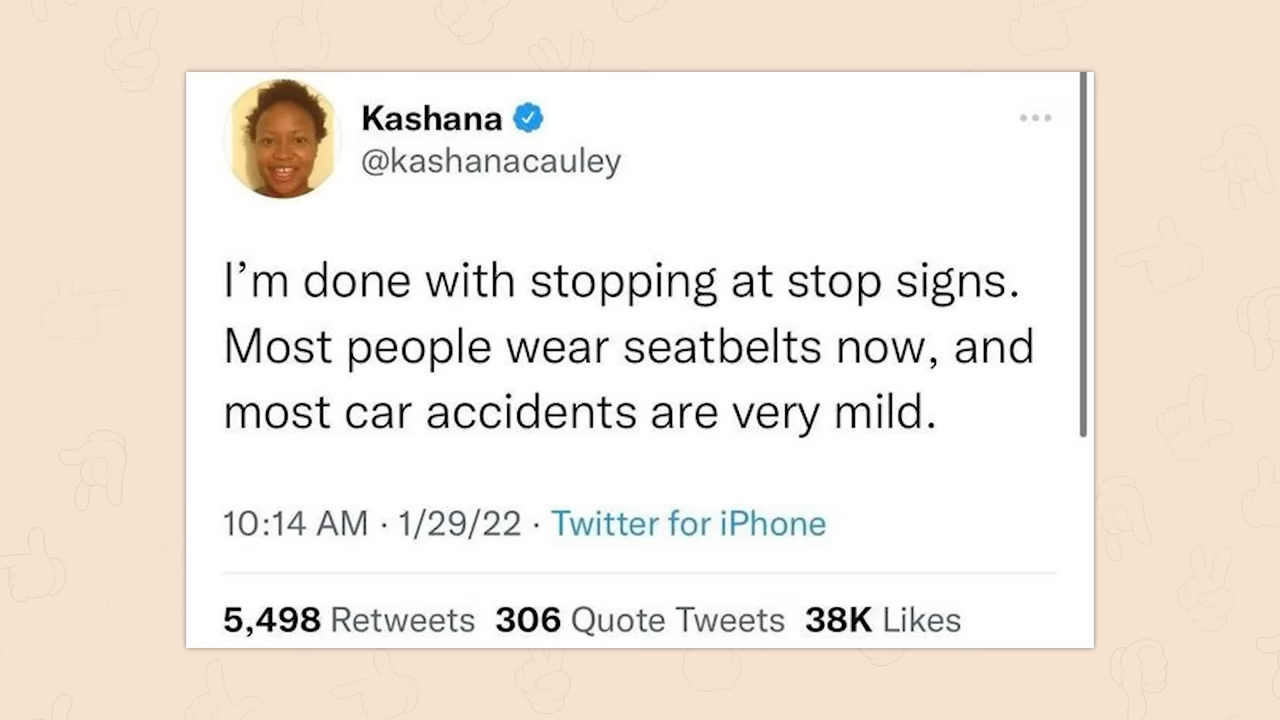 Kashana
@kashanacauley
I’m done with stopping at stop signs.
Most people wear seatbelts now, and
most car accidents are very mild.
10:14 AM · 1/29/22 · Twitter for iPhone
5,498 Retweets 306 Quote Tweets 38K Likes